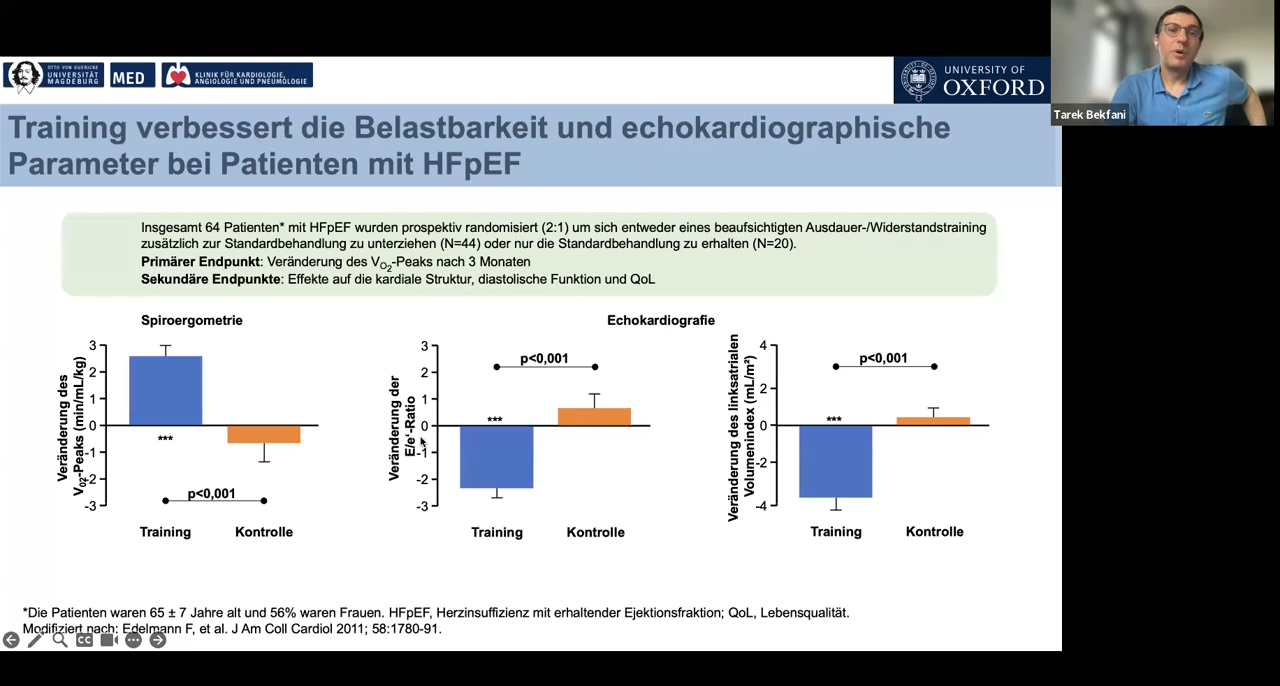 OTTO VON GUERICKE
UNIVERSITÄT
MAGDEBURG
MED
KLINIK FÜR KARDIOLOGIE,
ANGIOLOGIE UND PNEUMOLOGIE
UNIVERSITY OF
OXFORD
Tarek Bekfani
Training verbessert die Belastbarkeit und echokardiographische
Parameter bei Patienten mit HFpEF
Insgesamt 64 Patienten* mit HFpEF wurden prospektiv randomisiert (2:1) um sich entweder eines beaufsichtigten Ausdauer-/Widerstandstraining
zusätzlich zur Standardbehandlung zu unterziehen (N=44) oder nur die Standardbehandlung zu erhalten (N=20).
Primärer Endpunkt: Veränderung des VO2-Peaks nach 3 Monaten
Sekundäre Endpunkte: Effekte auf die kardiale Struktur, diastolische Funktion und QoL
Spiroergometrie
Veränderung des
V02-Peaks (min/mL/kg)
3
2
1
0
-1
-2
-3
***
p<0,001
Training Kontrolle
Echokardiografie
Veränderung der
E/e'-Ratio
3
2
1
0
-1
-2
-3
p<0,001
***
Training Kontrolle
Veränderung des linksatrialen
Volumenindex (mL/m²)
4
2
0
-2
-4
p<0,001
***
Training Kontrolle
*Die Patienten waren 65 ± 7 Jahre alt und 56% waren Frauen. HFpEF, Herzinsuffizienz mit erhaltender Ejektionsfraktion; QoL, Lebensqualität.
Modifiziert nach: Edelmann F, et al. J Am Coll Cardiol 2011; 58:1780-91.
CC